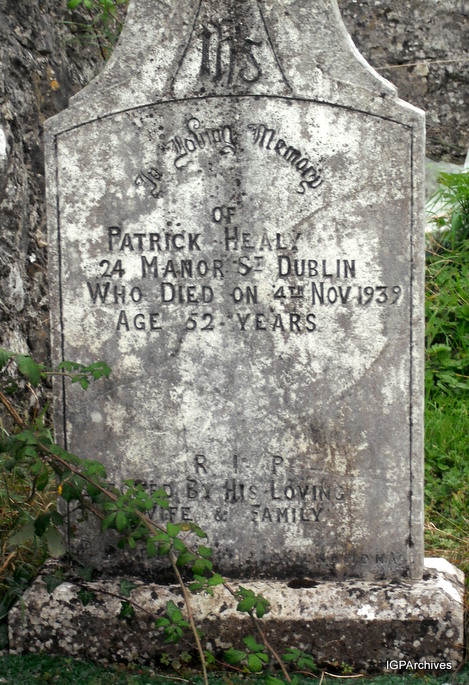 IHS
In Loving Memory
OF
PATRICK HEALY
24 MANOR ST DUBLIN
WHO DIED ON 4TH NOV 1939
AGE 52 YEARS
R I P
BY HIS LOVING
WIFE & FAMILY
IGPArchives